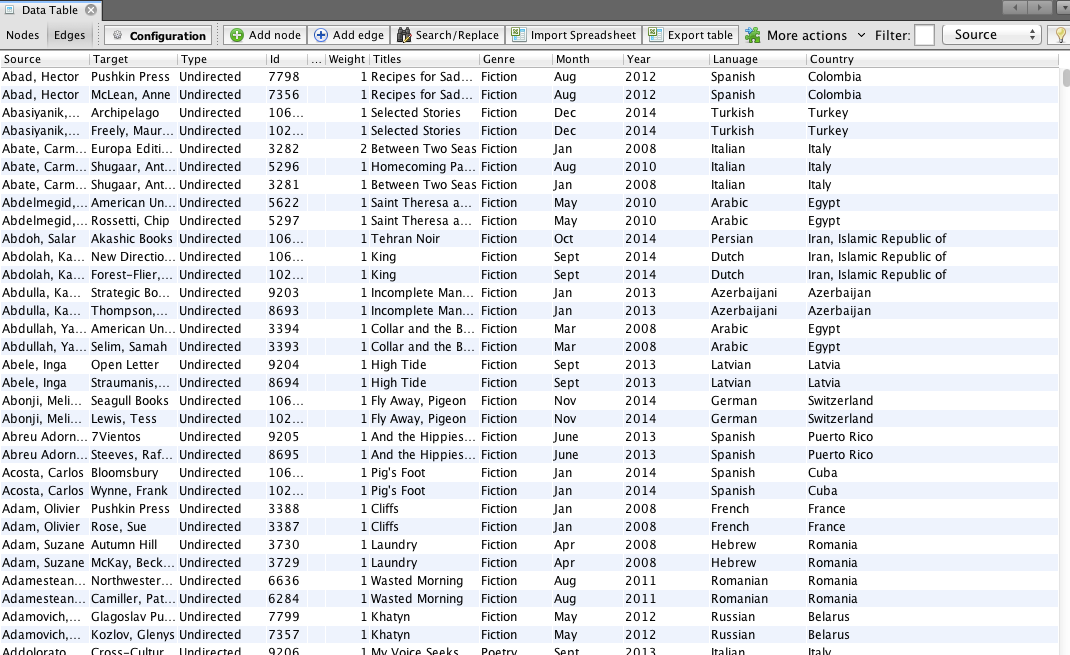 Data Table
Nodes Edges Configuration Add node Add edge Search/Replace Import Spreadsheet Export table More actions Filter: Source
Source Target Type Id ... Weight Titles Genre Month Year Lanuage Country
Abad, Hector Pushkin Press Undirected 7798 1 Recipes for Sad... Fiction Aug 2012 Spanish Colombia
Abad, Hector McLean, Anne Undirected 7356 1 Recipes for Sad... Fiction Aug 2012 Spanish Colombia
Abasiyanik,... Archipelago Undirected 106... 1 Selected Stories Fiction Dec 2014 Turkish Turkey
Abasiyanik,... Freely, Maur... Undirected 102... 1 Selected Stories Fiction Dec 2014 Turkish Turkey
Abate, Carm... Europa Editi... Undirected 3282 2 Between Two Seas Fiction Jan 2008 Italian Italy
Abate, Carm... Shugaar, Ant... Undirected 5296 1 Homecoming Pa... Fiction Aug 2010 Italian Italy
Abate, Carm... Shugaar, Ant... Undirected 3281 1 Between Two Seas Fiction Jan 2008 Italian Italy
Abdelmegid,... American Un... Undirected 5622 1 Saint Theresa a... Fiction May 2010 Arabic Egypt
Abdelmegid,... Rossetti, Chip Undirected 5297 1 Saint Theresa a... Fiction May 2010 Arabic Egypt
Abdoh, Salar Akashic Books Undirected 106... 1 Tehran Noir Fiction Oct 2014 Persian Iran, Islamic Republic of
Abdolah, Ka... New Directio... Undirected 106... 1 King Fiction Sept 2014 Dutch Iran, Islamic Republic of
Abdolah, Ka... Forest-Flier,... Undirected 102... 1 King Fiction Sept 2014 Dutch Iran, Islamic Republic of
Abdulla, Ka... Strategic Bo... Undirected 9203 1 Incomplete Man... Fiction Jan 2013 Azerbaijani Azerbaijan
Abdulla, Ka... Thompson,... Undirected 8693 1 Incomplete Man... Fiction Jan 2013 Azerbaijani Azerbaijan
Abdullah, Ya... American Un... Undirected 3394 1 Collar and the B... Fiction Mar 2008 Arabic Egypt
Abdullah, Ya... Selim, Samah Undirected 3393 1 Collar and the B... Fiction Mar 2008 Arabic Egypt
Abele, Inga Open Letter Undirected 9204 1 High Tide Fiction Sept 2013 Latvian Latvia
Abele, Inga Straumanis,... Undirected 8694 1 High Tide Fiction Sept 2013 Latvian Latvia
Abonji, Meli... Seagull Books Undirected 106... 1 Fly Away, Pigeon Fiction Nov 2014 German Switzerland
Abonji, Meli... Lewis, Tess Undirected 102... 1 Fly Away, Pigeon Fiction Nov 2014 German Switzerland
Abreu Adorn... 7Vientos Undirected 9205 1 And the Hippies... Fiction June 2013 Spanish Puerto Rico
Abreu Adorn... Steeves, Raf... Undirected 8695 1 And the Hippies... Fiction June 2013 Spanish Puerto Rico
Acosta, Carlos Bloomsbury Undirected 106... 1 Pig's Foot Fiction Jan 2014 Spanish Cuba
Acosta, Carlos Wynne, Frank Undirected 102... 1 Pig's Foot Fiction Jan 2014 Spanish Cuba
Adam, Olivier Pushkin Press Undirected 3388 1 Cliffs Fiction Jan 2008 French France
Adam, Olivier Rose, Sue Undirected 3387 1 Cliffs Fiction Jan 2008 French France
Adam, Suzane Autumn Hill Undirected 3730 1 Laundry Fiction Apr 2008 Hebrew Romania
Adam, Suzane McKay, Beck... Undirected 3729 1 Laundry Fiction Apr 2008 Hebrew Romania
Adamestean... Northwester... Undirected 6636 1 Wasted Morning Fiction Aug 2011 Romanian Romania
Adamestean... Camiller, Pat... Undirected 6284 1 Wasted Morning Fiction Aug 2011 Romanian Romania
Adamovich,... Glagoslav Pu... Undirected 7799 1 Khatyn Fiction May 2012 Russian Belarus
Adamovich,... Kozlov, Glenys Undirected 7357 1 Khatyn Fiction May 2012 Russian Belarus
Addolorato, Cross-Cultur... Undirected 9206 1 My Voice Seeks... Poetry Sept 2013 Italian Italy